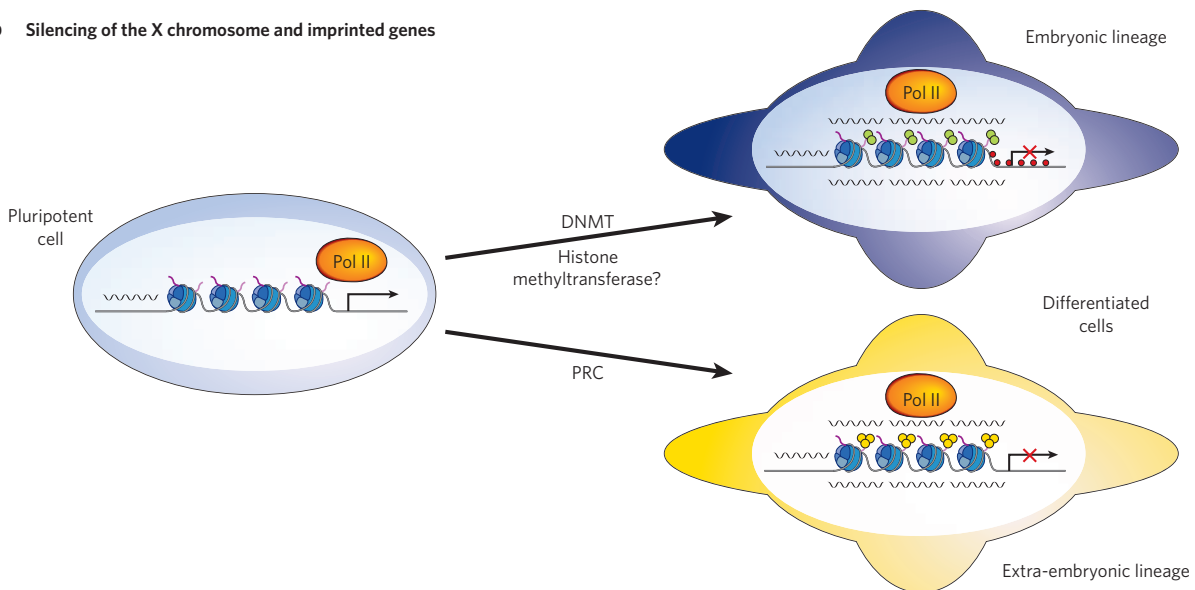 Silencing of the X chromosome and imprinted genes
Embryonic lineage
Pol II
Pluripotent
cell
Pol II
DNMT
Histone
methyltransferase?
Differentiated
cells
PRC
Pol II
Extra-embryonic lineage